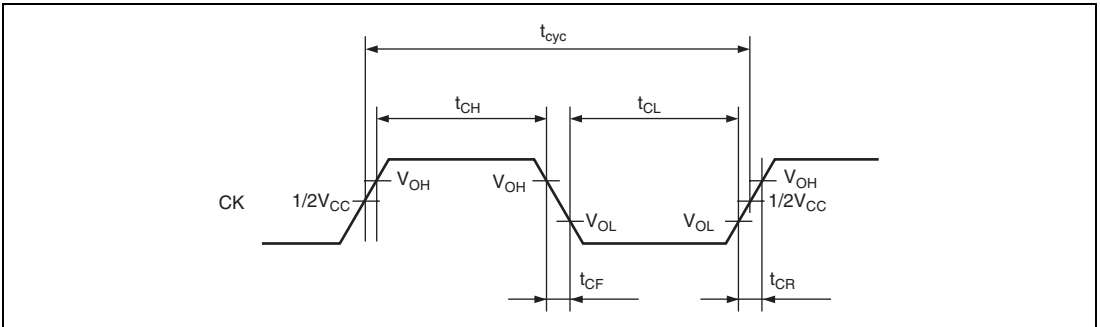 tcyc
tCH
tCL
VOH
VOH
VOH
CK
1/2VCC
1/2VCC
VOL
VOL
tCF
tCR